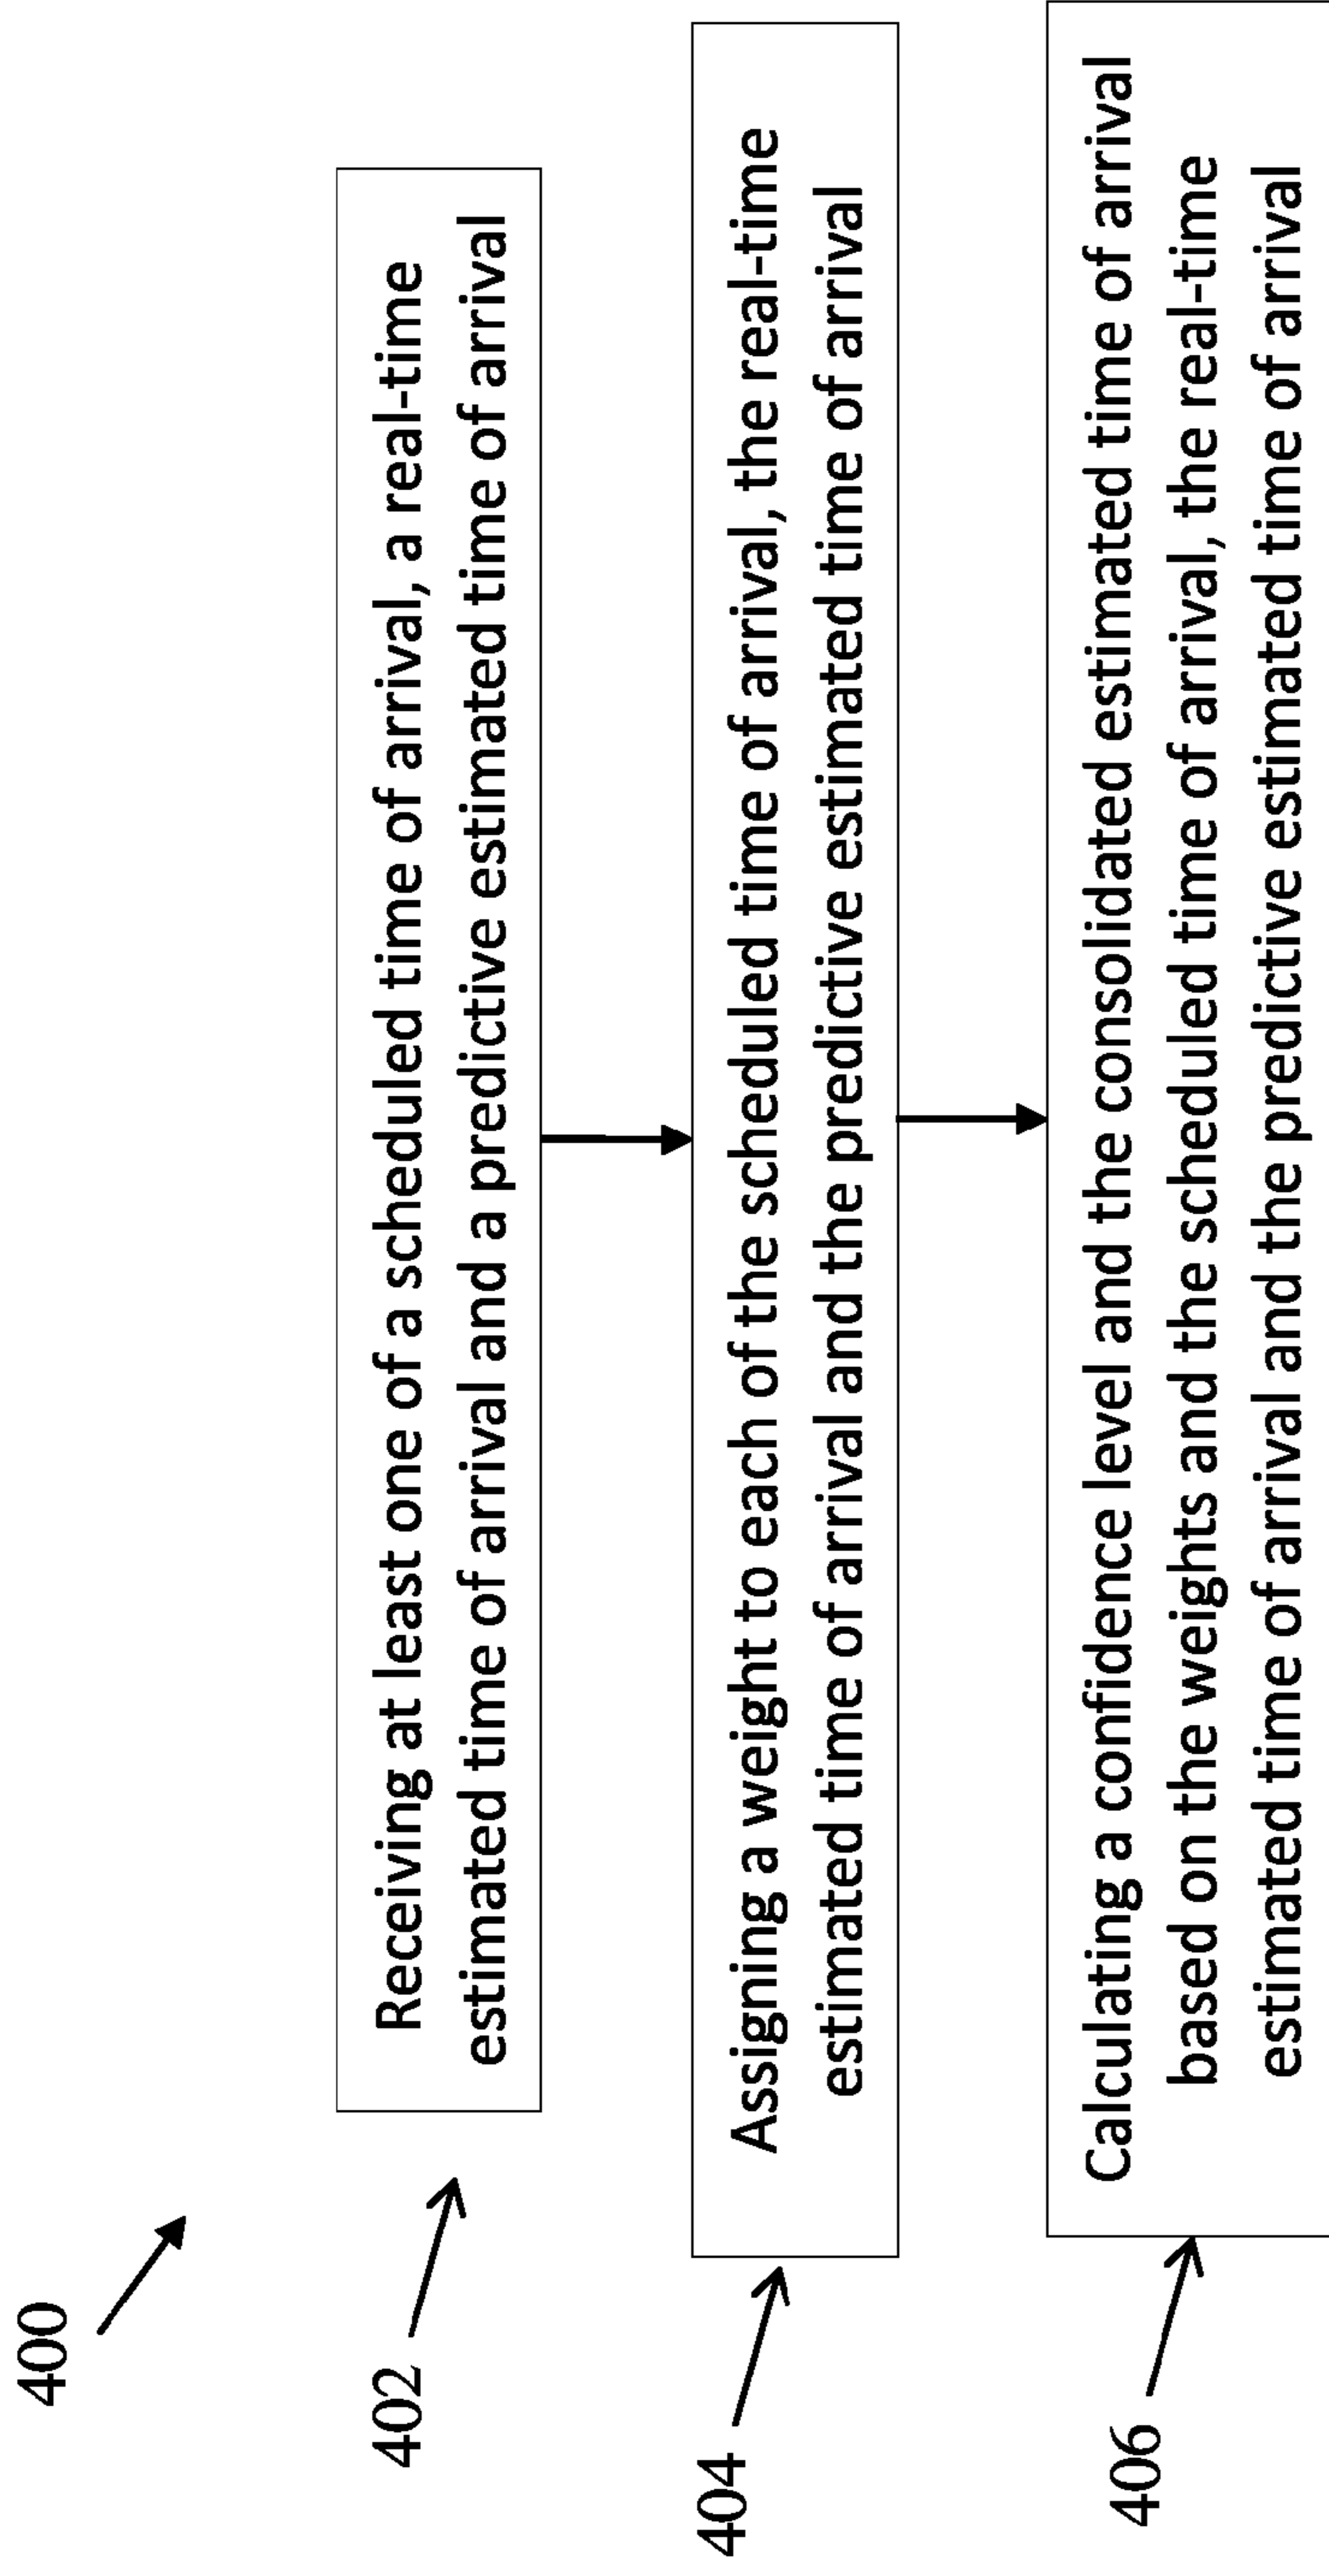 400
402
Receiving at least one of a scheduled time of arrival, a real-time
estimated time of arrival and a predictive estimated time of arrival
404
Assigning a weight to each of the scheduled time of arrival, the real-time
estimated time of arrival and the predictive estimated time of arrival
406
Calculating a confidence level and the consolidated estimated time of arrival
based on the weights and the scheduled time of arrival, the real-time
estimated time of arrival and the predictive estimated time of arrival